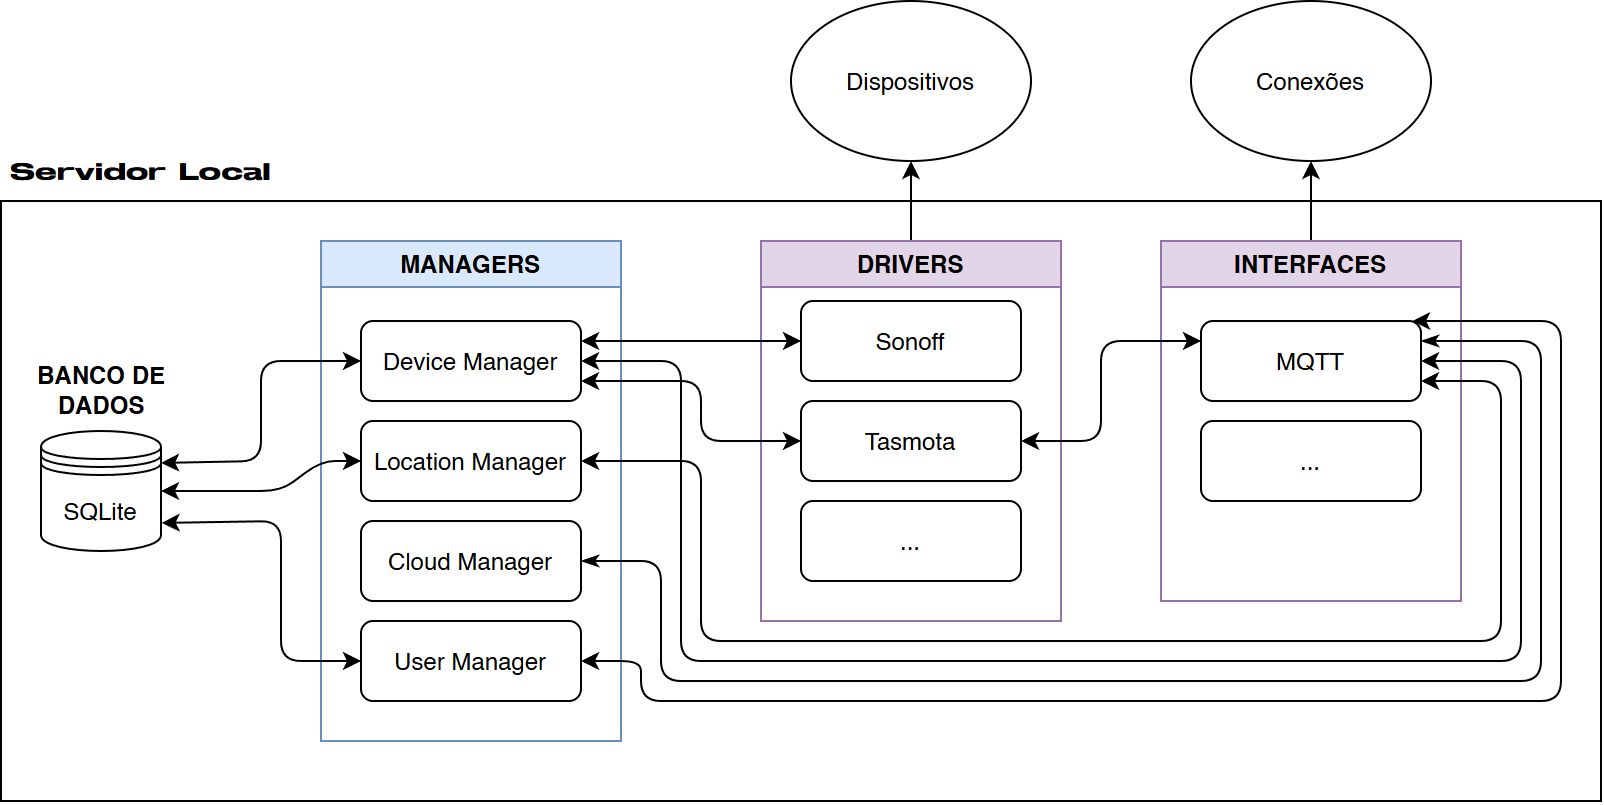 Dispositivos
Conexões
Servidor Local
MANAGERS
DRIVERS
INTERFACES
BANCO DE
DADOS
SQLite
Device Manager
Location Manager
Cloud Manager
User Manager
Sonoff
Tasmota
...
MQTT
...